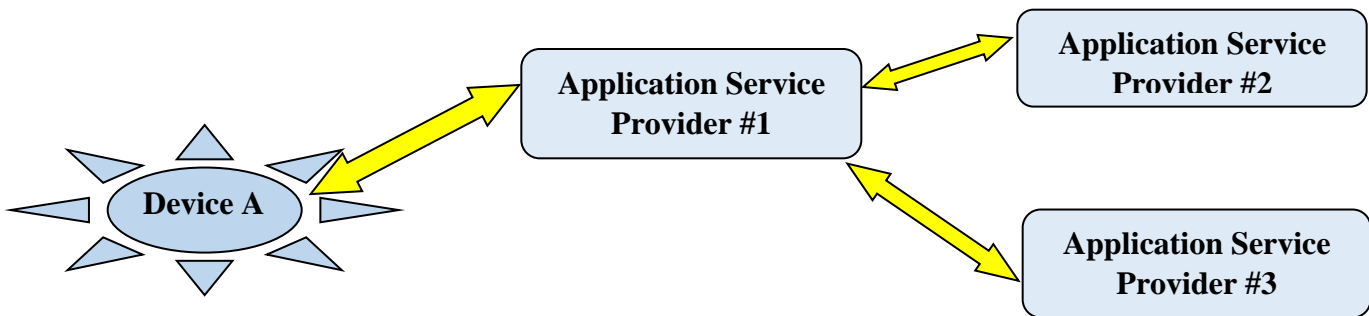 Application Service
Provider #2
Application Service
Provider #1
Device A
Application Service
Provider #3